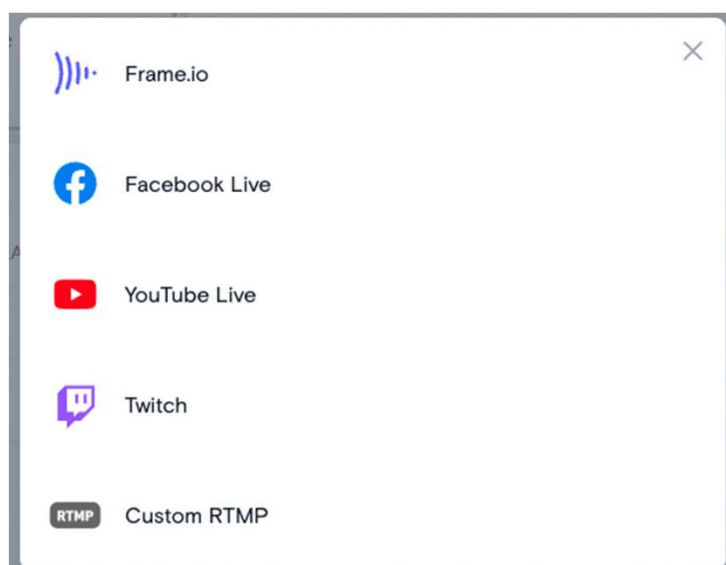 Frame.io
Facebook Live
YouTube Live
Twitch
RTMP Custom RTMP